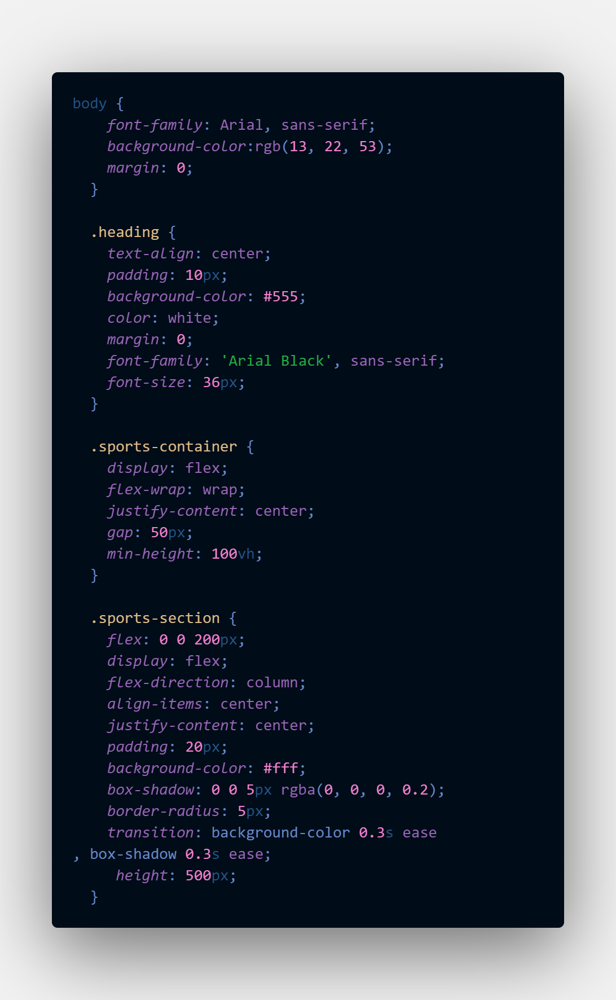 body {
    font-family: Arial, sans-serif;
    background-color:rgb(13, 22, 53);
    margin: 0;
  }

  .heading {
    text-align: center;
    padding: 10px;
    background-color: #555;
    color: white;
    margin: 0;
    font-family: 'Arial Black', sans-serif;
    font-size: 36px;
  }

  .sports-container {
    display: flex;
    flex-wrap: wrap;
    justify-content: center;
    gap: 50px;
    min-height: 100vh;
  }

  .sports-section {
    flex: 0 0 200px;
    display: flex;
    flex-direction: column;
    align-items: center;
    justify-content: center;
    padding: 20px;
    background-color: #fff;
    box-shadow: 0 0 5px rgba(0, 0, 0, 0.2);
    border-radius: 5px;
    transition: background-color 0.3s ease
, box-shadow 0.3s ease;
     height: 500px;
  }